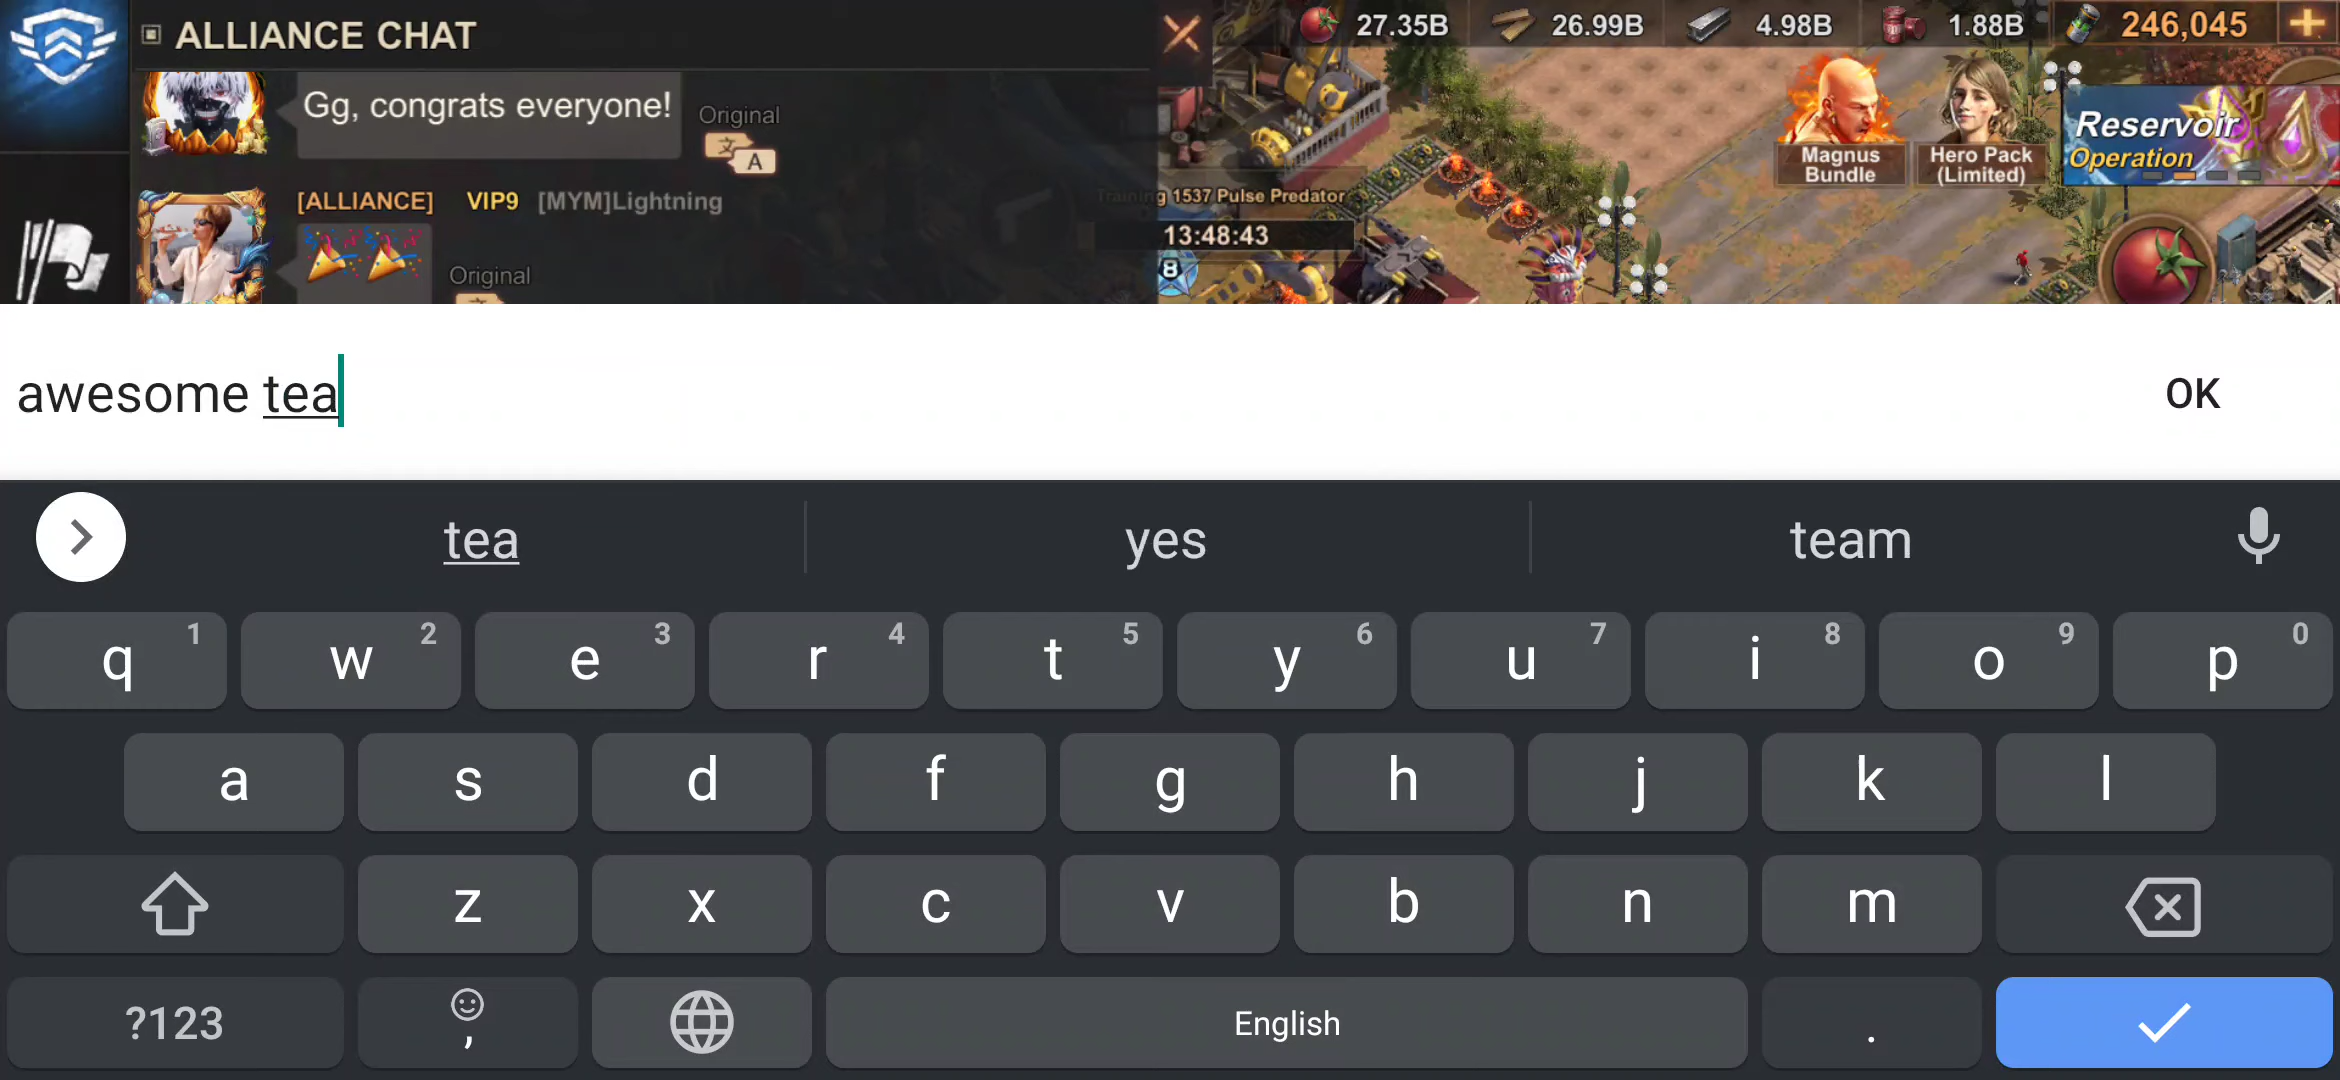 ALLIANCE CHAT
27.35B
26.99B
4.98B
1.88B
246,045
Gg, congrats everyone!
Original
A
[ALLIANCE] VIP9 [MYM]Lightning
Original
Training 1537 Pulse Predator
13:48:43
8
Magnus
Bundle
Hero Pack
(Limited)
Reservoir
Operation
awesome tea
OK
tea yes team
q 1 w 2 e 3 r 4 t 5 y 6 u 7 i 8 o 9 p 0
a s d f g h j k l
z x c v b n m
?123 , English .